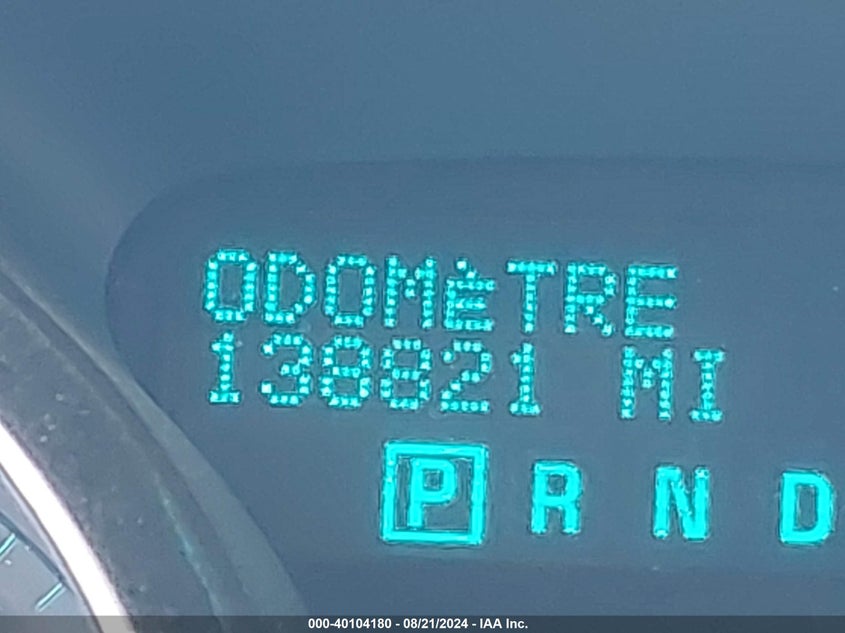 ODOMÈTRE
138821 MI
P R N D
000-40104180 - 08/21/2024 - IAA Inc.